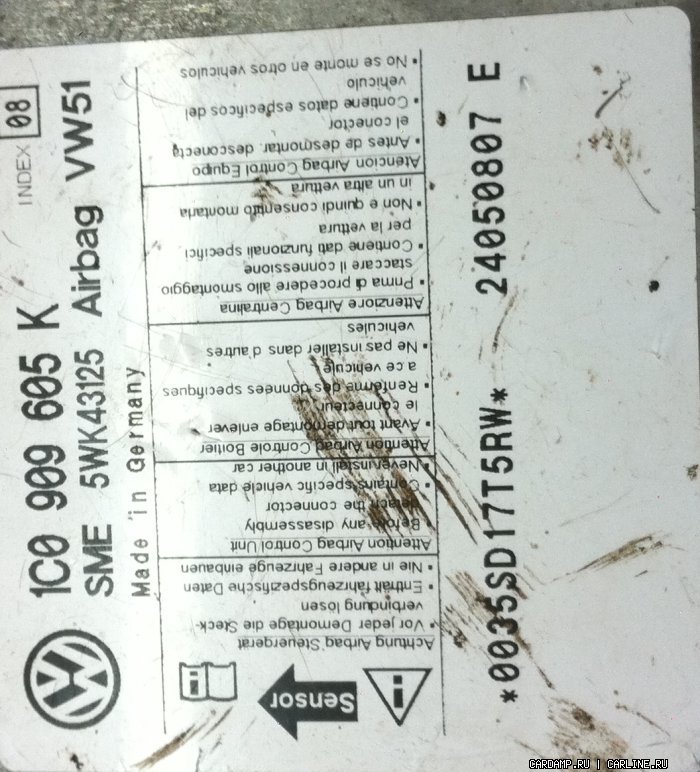 1C0 909 605 K
INDEX 08
SME 5WK43125 Airbag VW51
Made in Germany
Sensor
Achtung Airbag Steuergerät
• Vor jeder Demontage die Steck-
verbindung lösen
• Enthält fahrzeugspezifische Daten
• Nie in andere Fahrzeuge einbauen
Attention Airbag Control Unit
• Before any disassembly
detach the connector
• Contains specific vehicle data
• Never install in another car
Attention Airbag Controle Boitier
• Avant tout démontage enlever
le connecteur
• Renferme des données specifiques
a ce vehicule
• Ne pas installer dans d'autres
vehicules
Attenzione Airbag Centralina
• Prima di procedere allo smontaggio
staccare il connessione
• Contiene dati funzionali specifici
per la vettura
• Non e quindi consentito montarla
in un altra vettura
Atencion Airbag Control Equipo
• Antes de desmontar, desconecta
el conector
• Contiene datos especificos del
vehiculo
• No se monte en otros vehiculos
*0035SD17T5RW* 24050807 E
CARDAMP.RU | CARLINE.RU